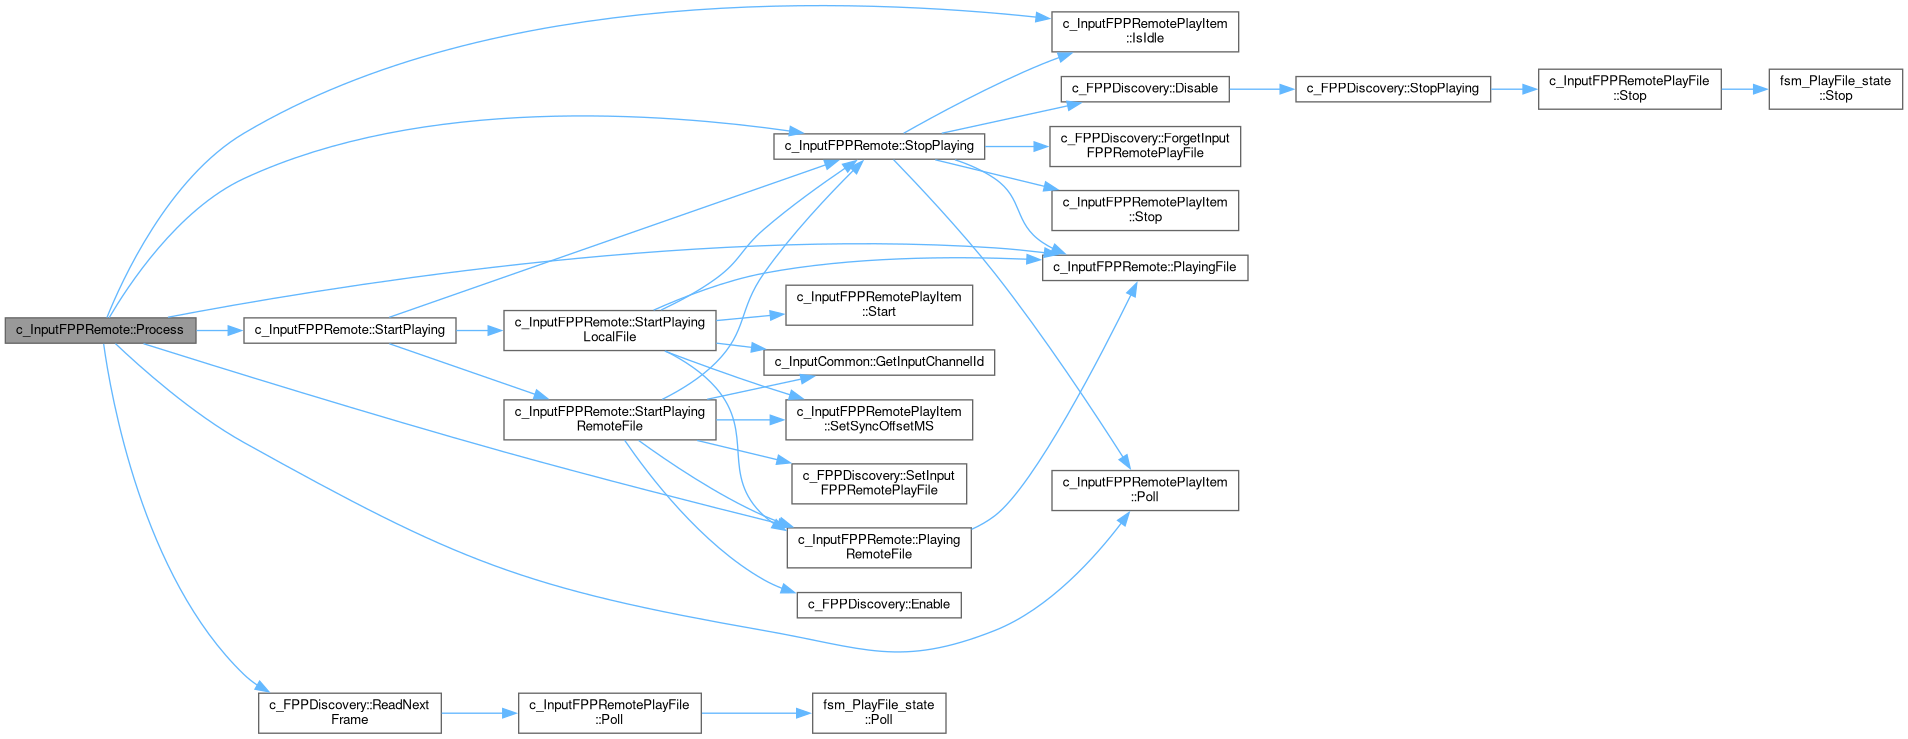 c_InputFPPRemotePlayItem
::IsIdle
c_FPPDiscovery::Disable
c_FPPDiscovery::StopPlaying
c_InputFPPRemotePlayFile
::Stop
fsm_PlayFile_state
::Stop
c_InputFPPRemote::StopPlaying
c_FPPDiscovery::ForgetInput
FPPRemotePlayFile
c_InputFPPRemotePlayItem
::Stop
c_InputFPPRemote::PlayingFile
c_InputFPPRemotePlayItem
::Start
c_InputFPPRemote::Process
c_InputFPPRemote::StartPlaying
c_InputFPPRemote::StartPlaying
LocalFile
c_InputCommon::GetInputChannelId
c_InputFPPRemote::StartPlaying
RemoteFile
c_InputFPPRemotePlayItem
::SetSyncOffsetMS
c_FPPDiscovery::SetInput
FPPRemotePlayFile
c_InputFPPRemotePlayItem
::Poll
c_InputFPPRemote::Playing
RemoteFile
c_FPPDiscovery::Enable
c_FPPDiscovery::ReadNext
Frame
c_InputFPPRemotePlayFile
::Poll
fsm_PlayFile_state
::Poll